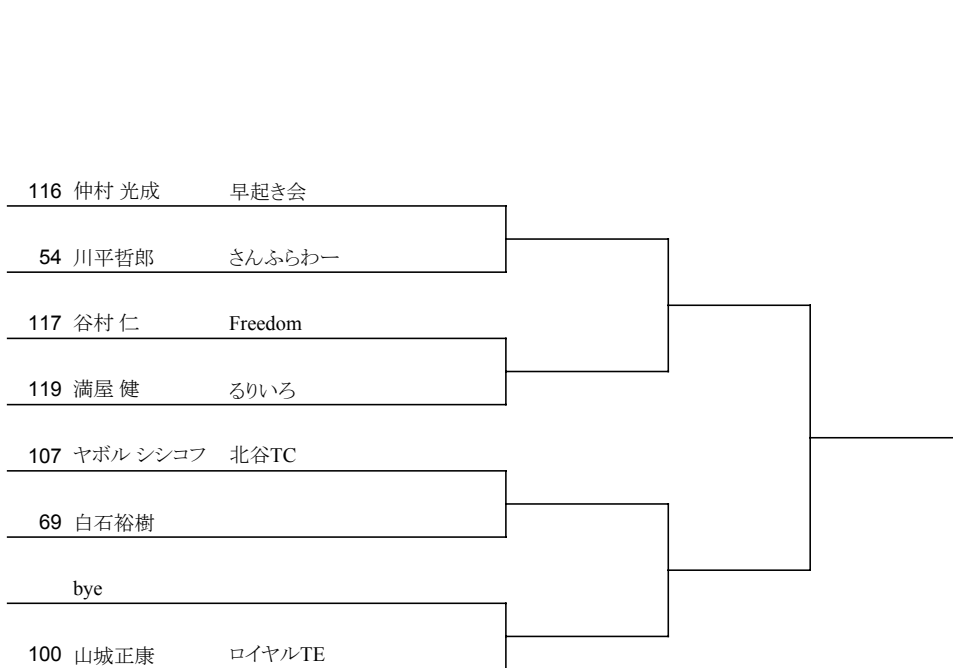 116 仲村 光成 早起き会
54 川平哲郎 さんふらわー
117 谷村 仁 Freedom
119 満屋 健 るりいろ
107 ヤボル シシコフ 北谷TC
69 白石裕樹
bye
100 山城正康 ロイヤルTE